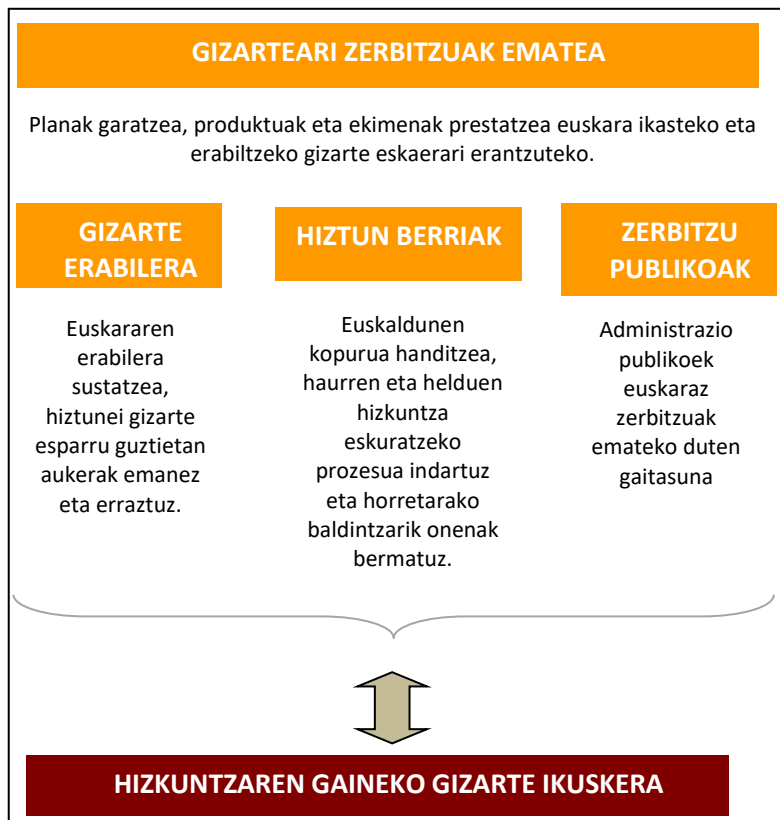 GIZARTEARI ZERBITZUAK EMATEA
Planak garatzea, produktuak eta ekimenak prestatzea euskara ikasteko eta
erabiltzeko gizarte eskaerari erantzuteko.
GIZARTE
ERABILERA
Euskararen
erabilera
sustatzea,
hiztunei gizarte
esparru guztietan
aukerak emanez
eta erraztuz.
HIZTUN BERRIAK
Euskaldunen
kopurua handitzea,
haurren eta helduen
hizkuntza
eskuratzeko
prozesua indartuz
eta horretarako
baldintzarik onenak
bermatuz.
ZERBITZU
PUBLIKOAK
Administrazio
publikoek
euskaraz
zerbitzuak
emateko duten
gaitasuna
HIZKUNTZAREN GAINEKO GIZARTE IKUSKERA